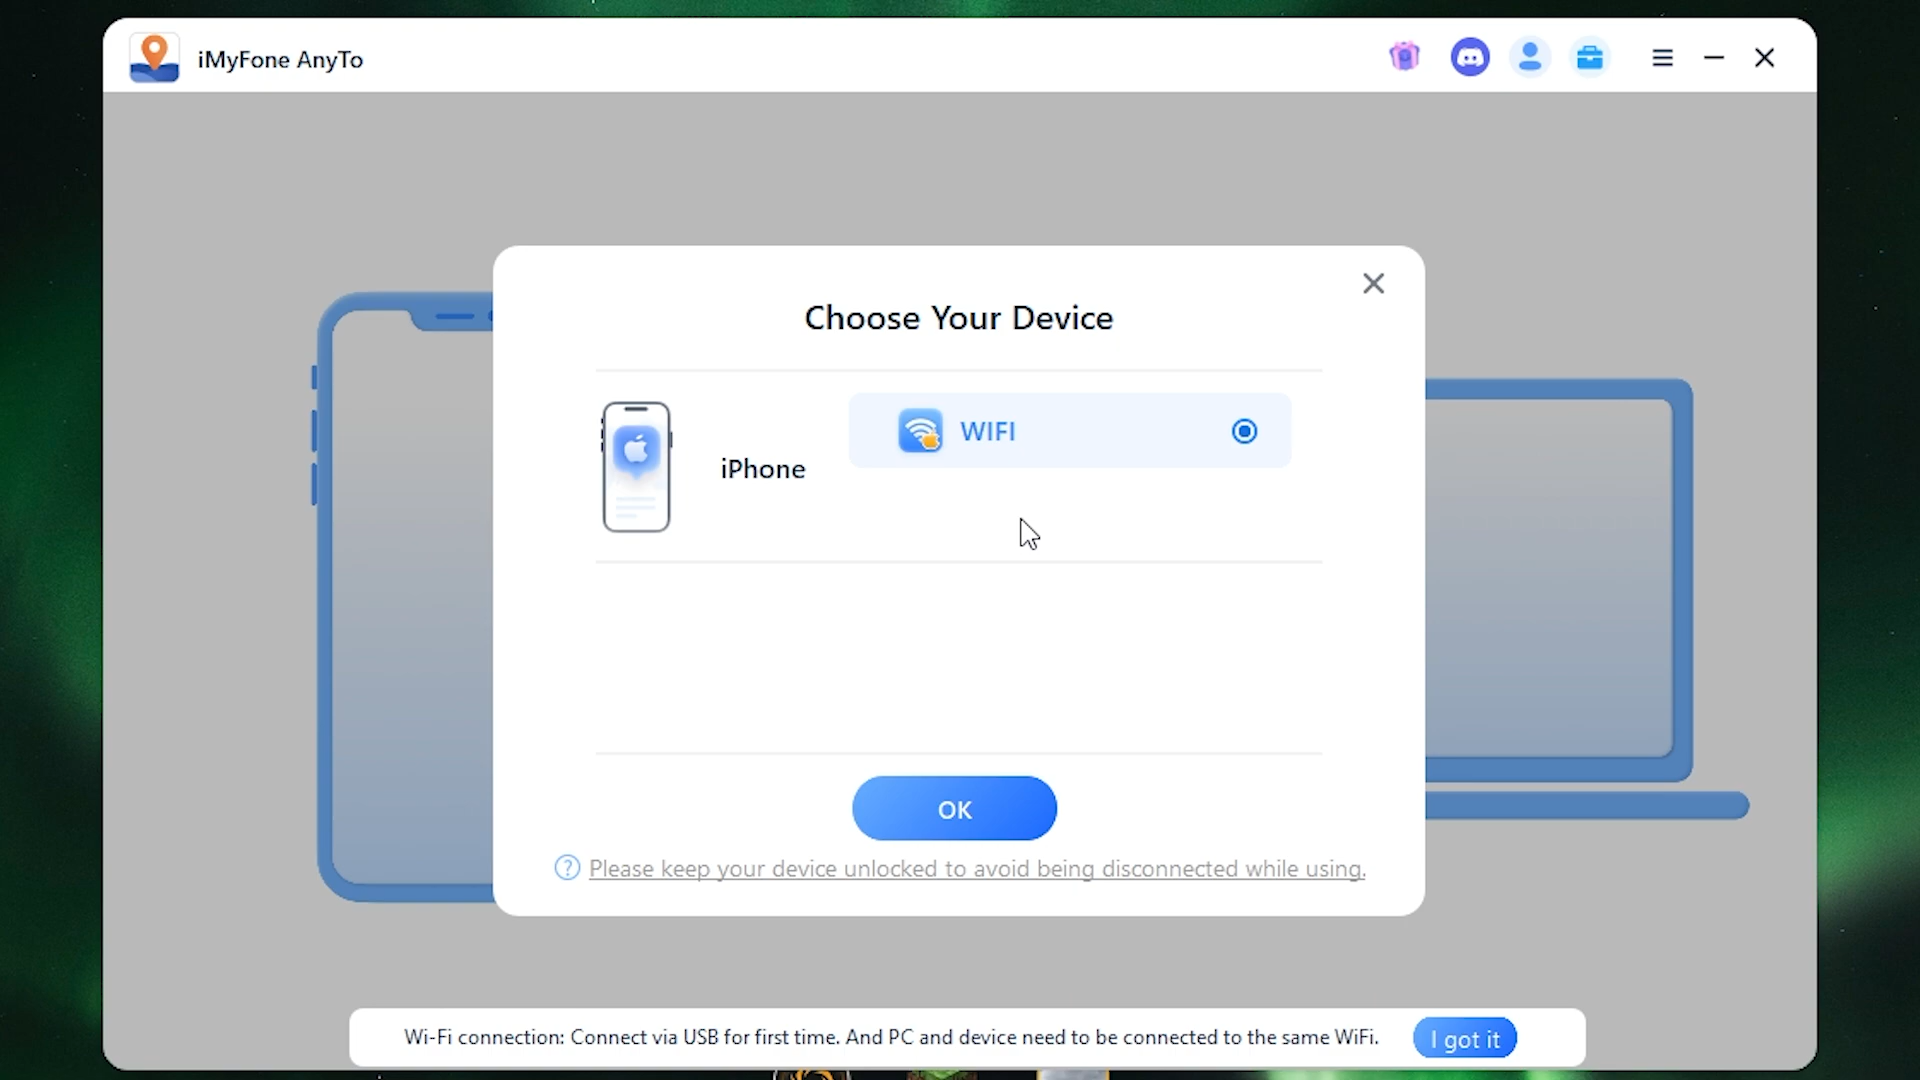 iMyFone AnyTo
Choose Your Device
iPhone
WIFI
OK
Please keep your device unlocked to avoid being disconnected while using.
Wi-Fi connection: Connect via USB for first time. And PC and device need to be connected to the same WiFi.
I got it